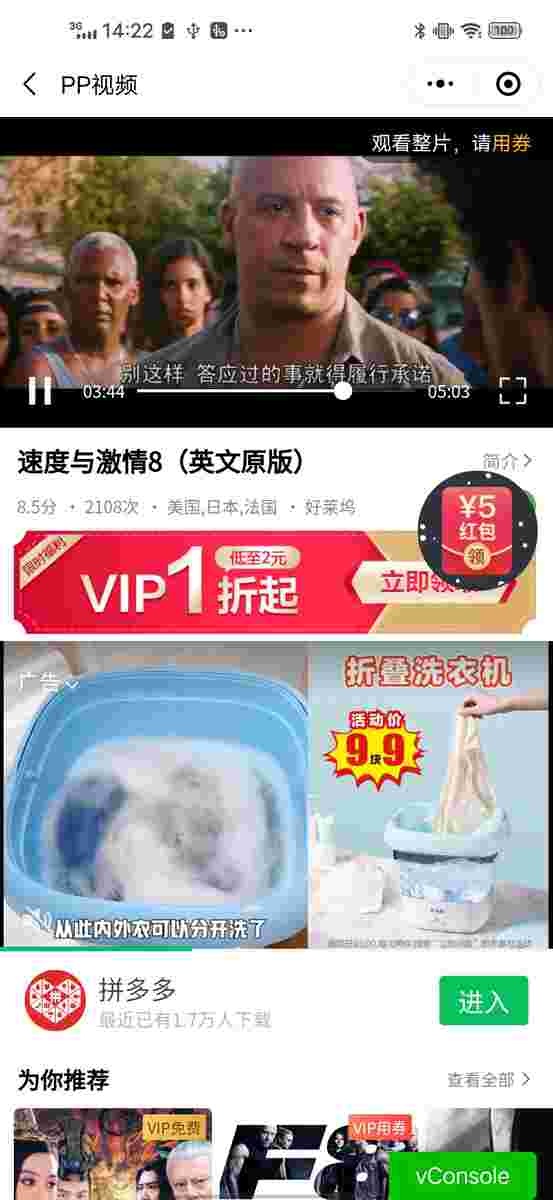 3G 14:22 100
PP视频
观看整片，请用券
别这样 答应过的事就得履行承诺
03:44 05:03
速度与激情8（英文原版）
简介
8.5分 · 2108次 · 美国,日本,法国 · 好莱坞
¥5
红包
领
限时福利
VIP1折起
低至2元
立即领
广告
折叠洗衣机
活动价
9块9
从此内外衣可以分开洗了
拼多多
最近已有1.7万人下载
进入
为你推荐
查看全部
VIP免费
F8
VIP用券
vConsole